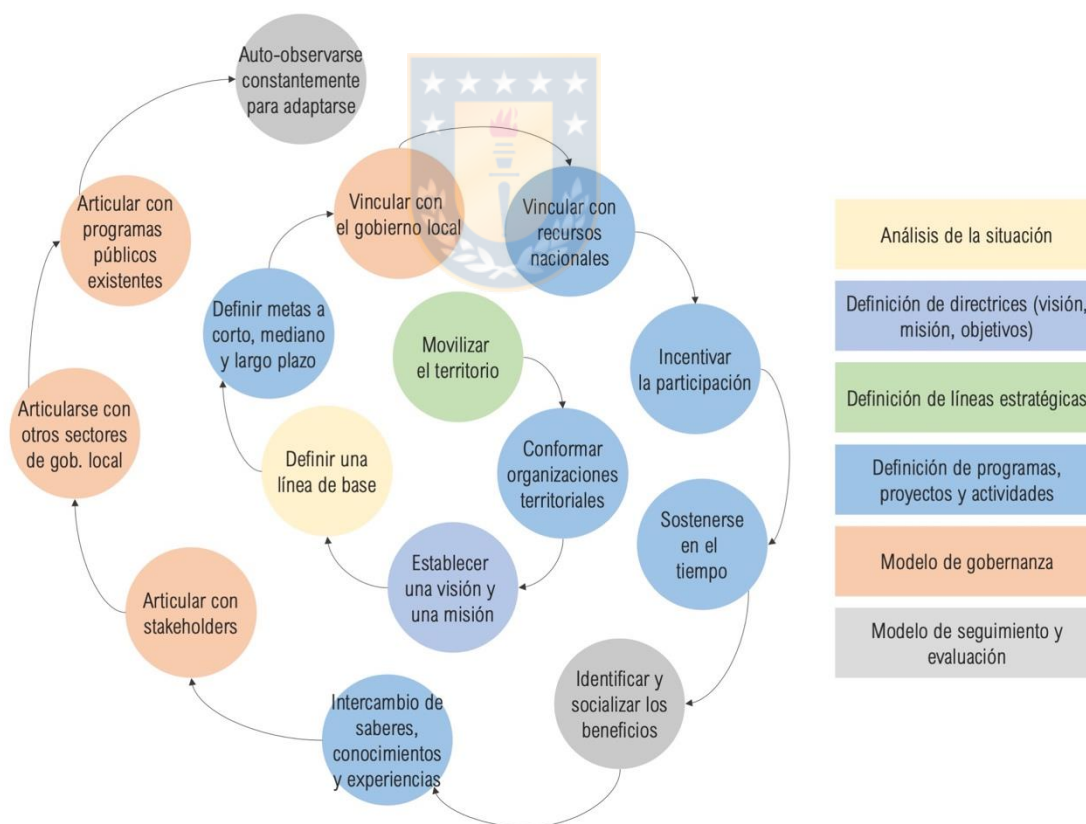 Auto-observarse
constantemente
para adaptarse
Articular con
programas
públicos
existentes
Vincular con
el gobierno local
Vincular con
recursos
nacionales
Definir metas a
corto, mediano
y largo plazo
Movilizar
el territorio
Incentivar
la participación
Articularse con
otros sectores
de gob. local
Definir una
línea de base
Conformar
organizaciones
territoriales
Sostenerse
en el
tiempo
Establecer
una visión y
una misión
Articular con
stakeholders
Identificar y
socializar los
beneficios
Intercambio de
saberes,
conocimientos
y experiencias
Análisis de la situación
Definición de directrices (visión,
misión, objetivos)
Definición de líneas estratégicas
Definición de programas,
proyectos y actividades
Modelo de gobernanza
Modelo de seguimiento y
evaluación